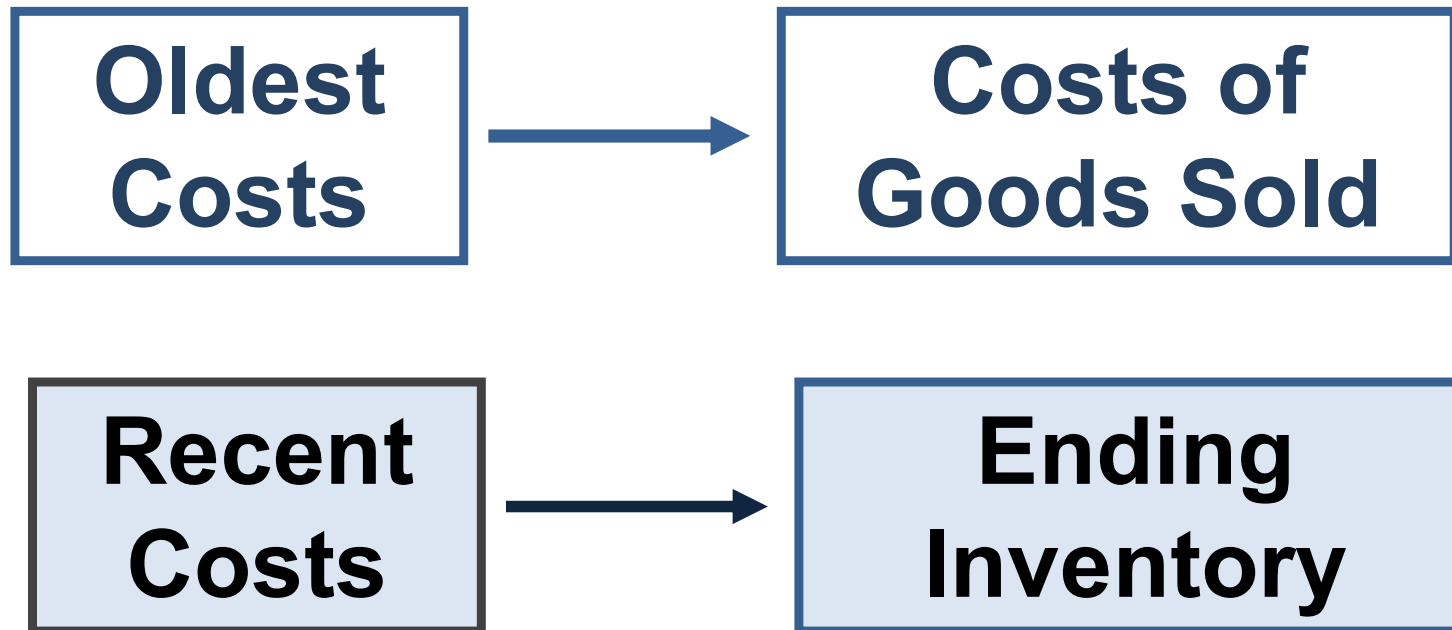 Oldest
Costs
Costs of
Goods Sold
Recent
Costs
Ending
Inventory